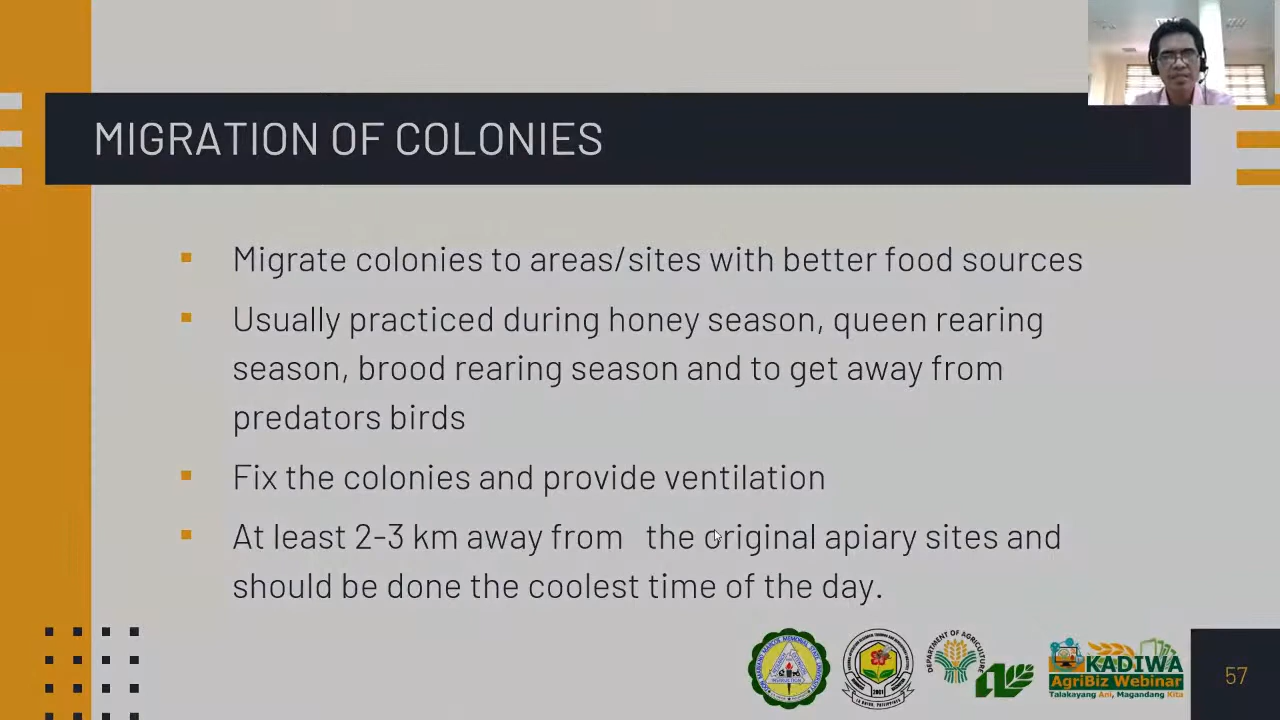 MIGRATION OF COLONIES
Migrate colonies to areas/sites with better food sources
Usually practiced during honey season, queen rearing
season, brood rearing season and to get away from
predators birds
Fix the colonies and provide ventilation
At least 2-3 km away from the original apiary sites and
should be done the coolest time of the day.
DEPARTMENT OF AGRICULTURE
KADIWA
AgriBiz Webinar
Talakayang Ani, Magandang Kita
57